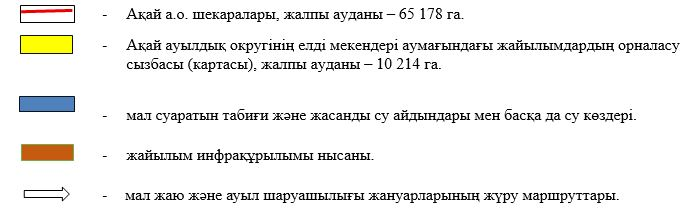 - Ақай а.о. шекаралары, жалпы ауданы – 65 178 га.
- Ақай ауылдық округінің елді мекендері аумағындағы жайылымдардың орналасу
сызбасы (картасы), жалпы ауданы – 10 214 га.
- мал суаратын табиғи және жасанды су айдындары мен басқа да су көздері.
- жайылым инфрақұрылымы нысаны.
- мал жаю және ауыл шаруашылығы жануарларының жүру маршруттары.